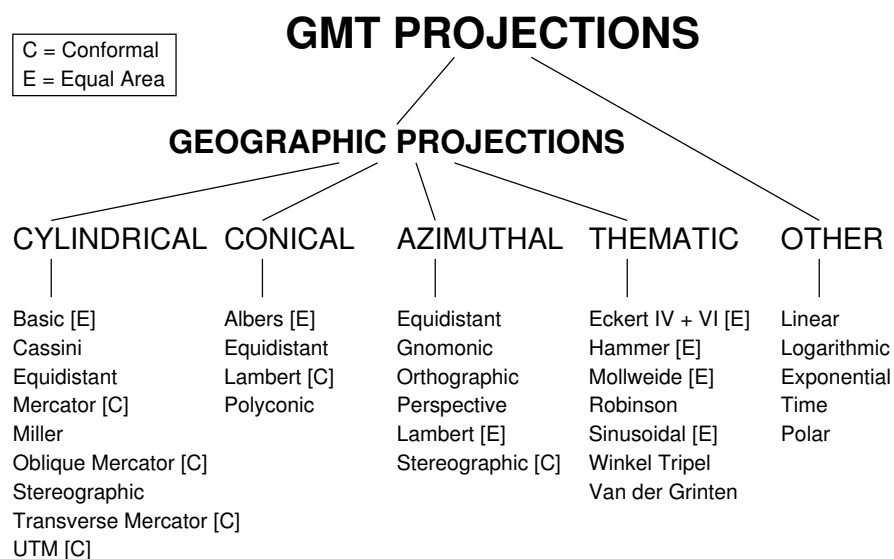 GMT PROJECTIONS
C = Conformal
E = Equal Area
GEOGRAPHIC PROJECTIONS
CYLINDRICAL
Basic [E]
Cassini
Equidistant
Mercator [C]
Miller
Oblique Mercator [C]
Stereographic
Transverse Mercator [C]
UTM [C]
CONICAL
Albers [E]
Equidistant
Lambert [C]
Polyconic
AZIMUTHAL
Equidistant
Gnomonic
Orthographic
Perspective
Lambert [E]
Stereographic [C]
THEMATIC
Eckert IV + VI [E]
Hammer [E]
Mollweide [E]
Robinson
Sinusoidal [E]
Winkel Tripel
Van der Grinten
OTHER
Linear
Logarithmic
Exponential
Time
Polar